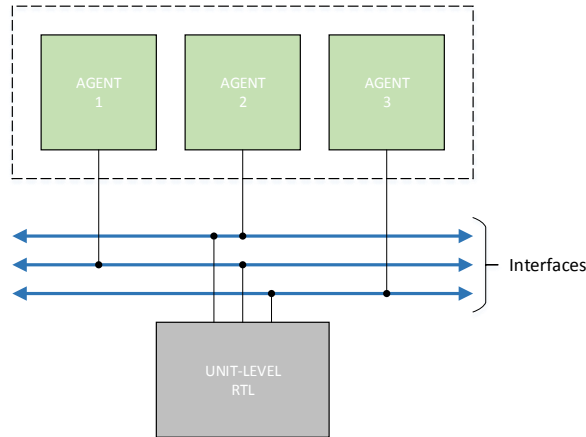 AGENT
1
AGENT
2
AGENT
3
Interfaces
UNIT-LEVEL
RTL